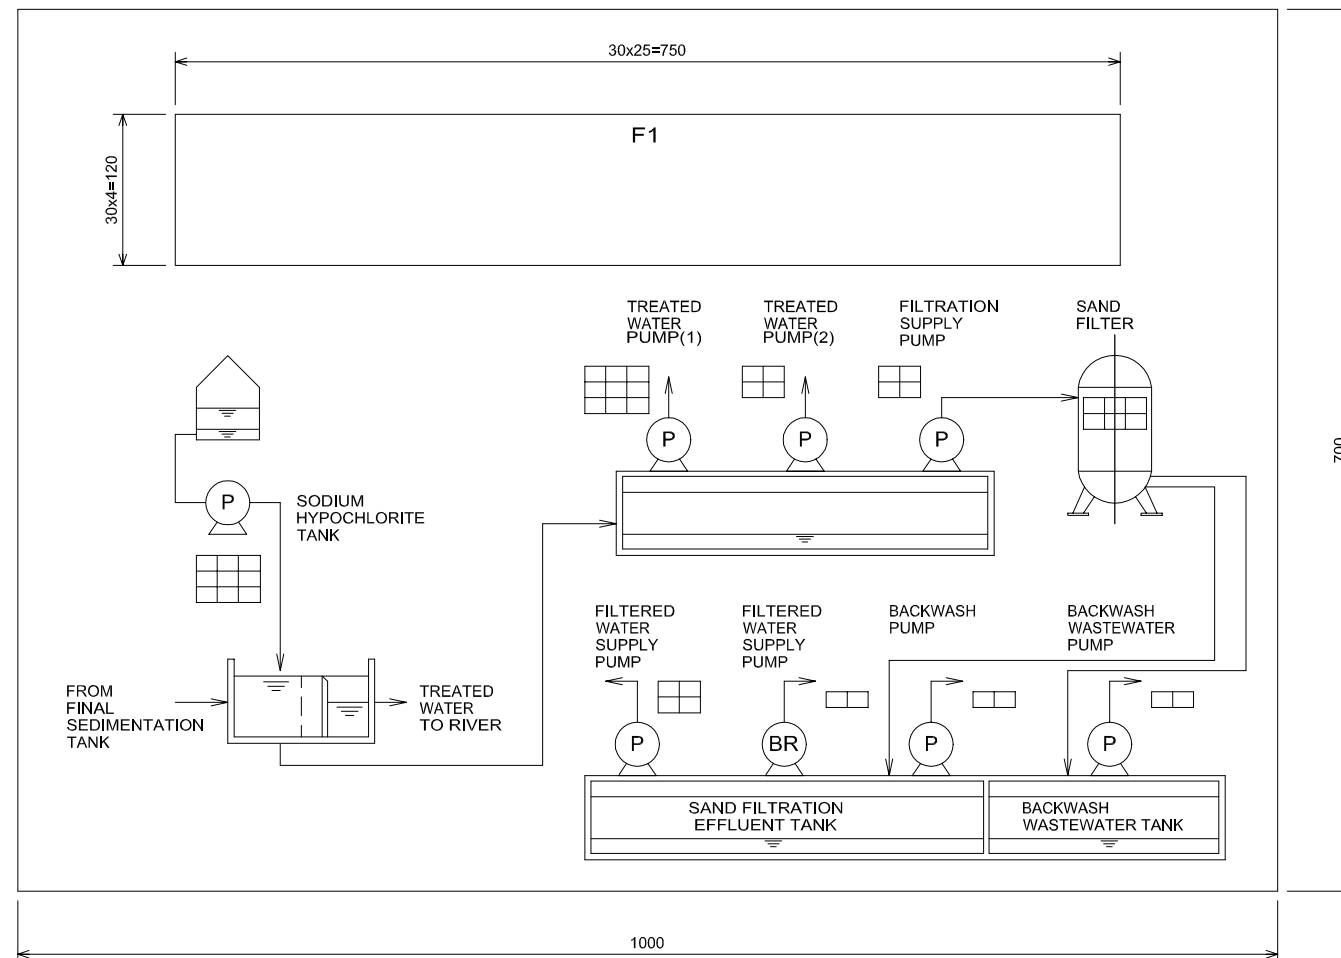 30x25=750
F1
30x4=120
TREATED
WATER
PUMP(1)
TREATED
WATER
PUMP(2)
FILTRATION
SUPPLY
PUMP
SAND
FILTER
P
P
P
P
SODIUM
HYPOCHLORITE
TANK
700
FILTERED
WATER
SUPPLY
PUMP
FILTERED
WATER
SUPPLY
PUMP
BACKWASH
PUMP
BACKWASH
WASTEWATER
PUMP
FROM
FINAL
SEDIMENTATION
TANK
TREATED
WATER
TO RIVER
P
BR
P
P
SAND FILTRATION
EFFLUENT TANK
BACKWASH
WASTEWATER TANK
1000